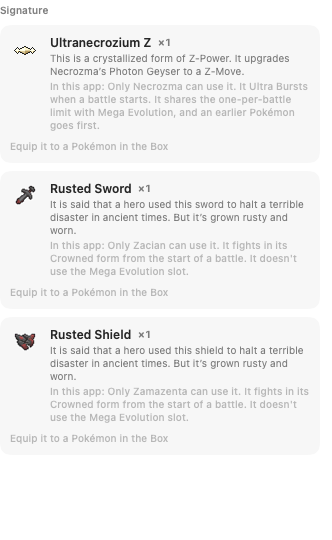 Signature
Ultranecrozium Z ×1
This is a crystallized form of Z-Power. It upgrades
Necrozma's Photon Geyser to a Z-Move.
In this app: Only Necrozma can use it. It Ultra Bursts
when a battle starts. It shares the one-per-battle
limit with Mega Evolution, and an earlier Pokémon
goes first.
Equip it to a Pokémon in the Box
Rusted Sword ×1
It is said that a hero used this sword to halt a terrible
disaster in ancient times. But it's grown rusty and
worn.
In this app: Only Zacian can use it. It fights in its
Crowned form from the start of a battle. It doesn't
use the Mega Evolution slot.
Equip it to a Pokémon in the Box
Rusted Shield ×1
It is said that a hero used this shield to halt a terrible
disaster in ancient times. But it's grown rusty and
worn.
In this app: Only Zamazenta can use it. It fights in its
Crowned form from the start of a battle. It doesn't
use the Mega Evolution slot.
Equip it to a Pokémon in the Box